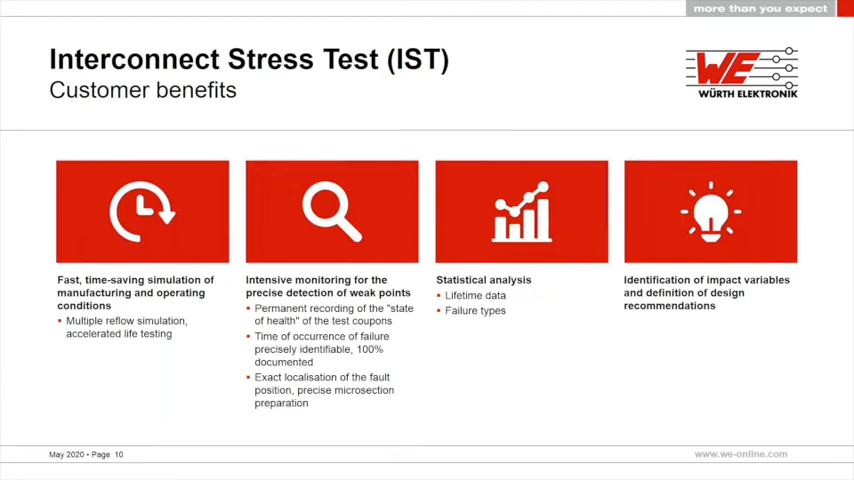 more than you expect
Interconnect Stress Test (IST)
Customer benefits
WE
WÜRTH ELEKTRONIK
Fast, time-saving simulation of
manufacturing and operating
conditions
▪ Multiple reflow simulation,
accelerated life testing
Intensive monitoring for the
precise detection of weak points
▪ Permanent recording of the "state
of health" of the test coupons
▪ Time of occurrence of failure
precisely identifiable, 100%
documented
▪ Exact localisation of the fault
position, precise microsection
preparation
Statistical analysis
▪ Lifetime data
▪ Failure types
Identification of impact variables
and definition of design
recommendations
May 2020 • Page 10
www.we-online.com